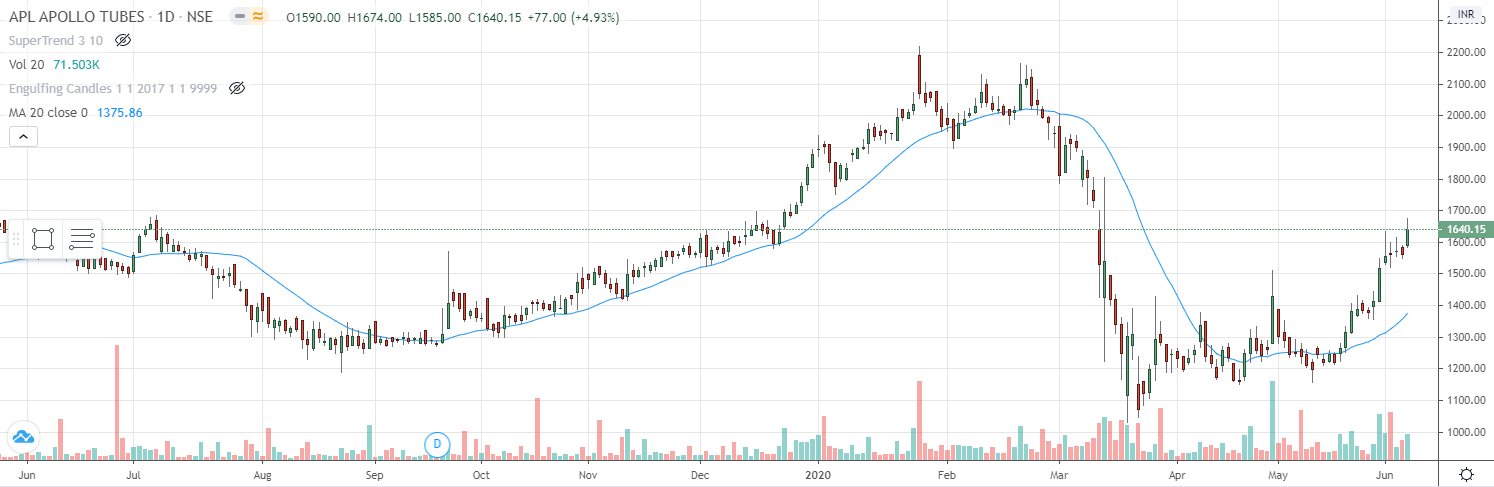 APL APOLLO TUBES · 1D · NSE O1590.00 H1674.00 L1585.00 C1640.15 +77.00 (+4.93%)
INR
SuperTrend 3 10
Vol 20 71.503K
Engulfing Candles 1 1 2017 1 1 9999
MA 20 close 0 1375.86
2200.00
2100.00
2000.00
1900.00
1800.00
1700.00
1640.15
1600.00
1500.00
1400.00
1300.00
1200.00
1100.00
1000.00
D
Jun Jul Aug Sep Oct Nov Dec 2020 Feb Mar Apr May Jun